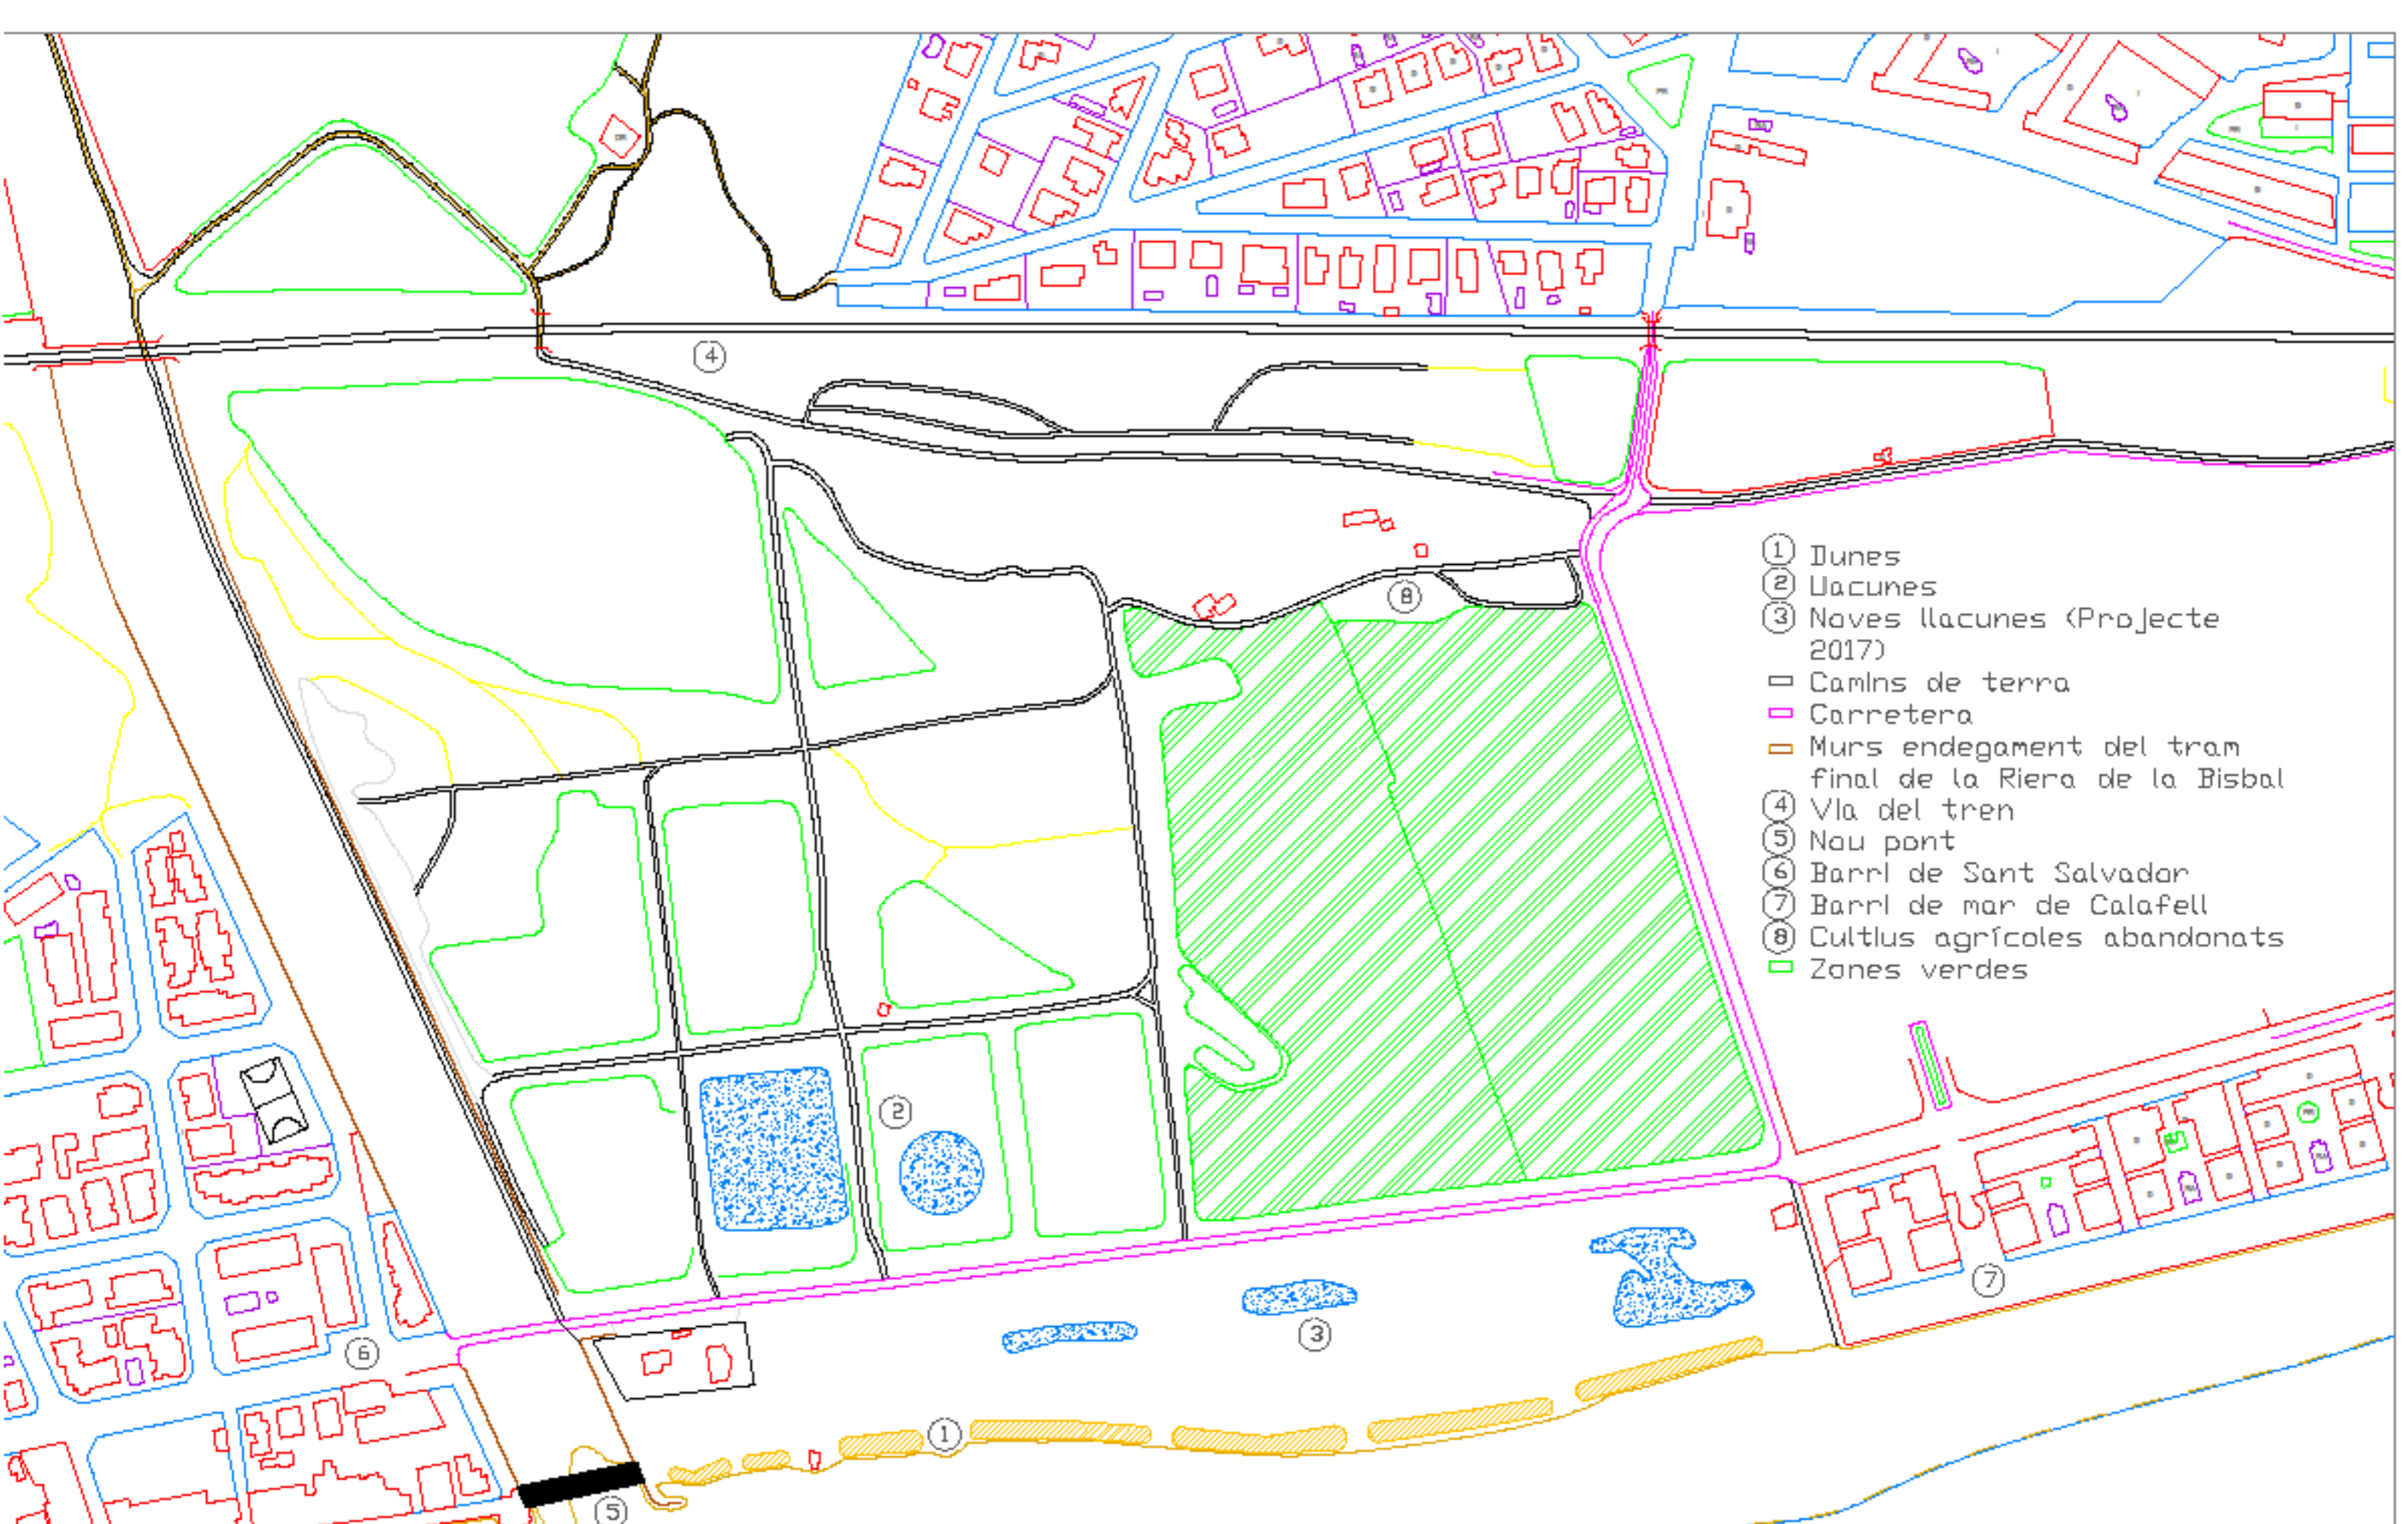 4
8
1 Dunes
2 Uacunes
3 Noves llacunes (Projecte
2017)
Camins de terra
Carretera
Murs endegament del tram
final de la Riera de la Bisbal
4 Via del tren
5 Nou pont
6 Barri de Sant Salvador
7 Barri de mar de Calafell
8 Cultius agrícoles abandonats
Zones verdes
2
7
3
6
1
5